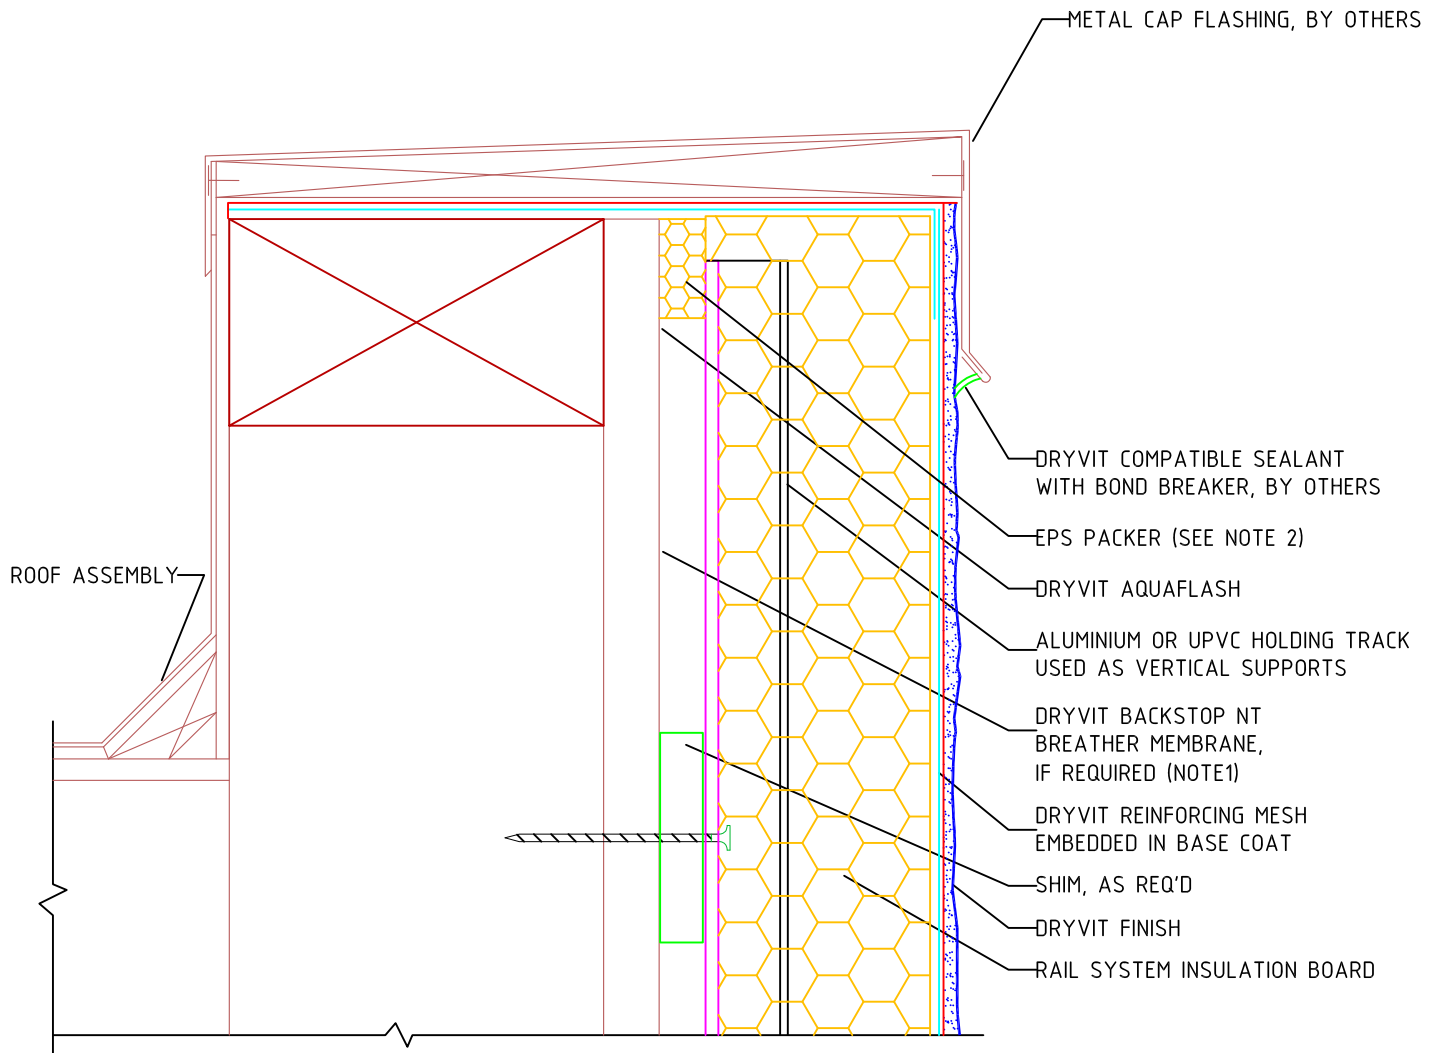 METAL CAP FLASHING, BY OTHERS
DRYVIT COMPATIBLE SEALANT
WITH BOND BREAKER, BY OTHERS
EPS PACKER (SEE NOTE 2)
ROOF ASSEMBLY
DRYVIT AQUAFLASH
ALUMINIUM OR UPVC HOLDING TRACK
USED AS VERTICAL SUPPORTS
DRYVIT BACKSTOP NT
BREATHER MEMBRANE,
IF REQUIRED (NOTE1)
DRYVIT REINFORCING MESH
EMBEDDED IN BASE COAT
SHIM, AS REQ'D
DRYVIT FINISH
RAIL SYSTEM INSULATION BOARD